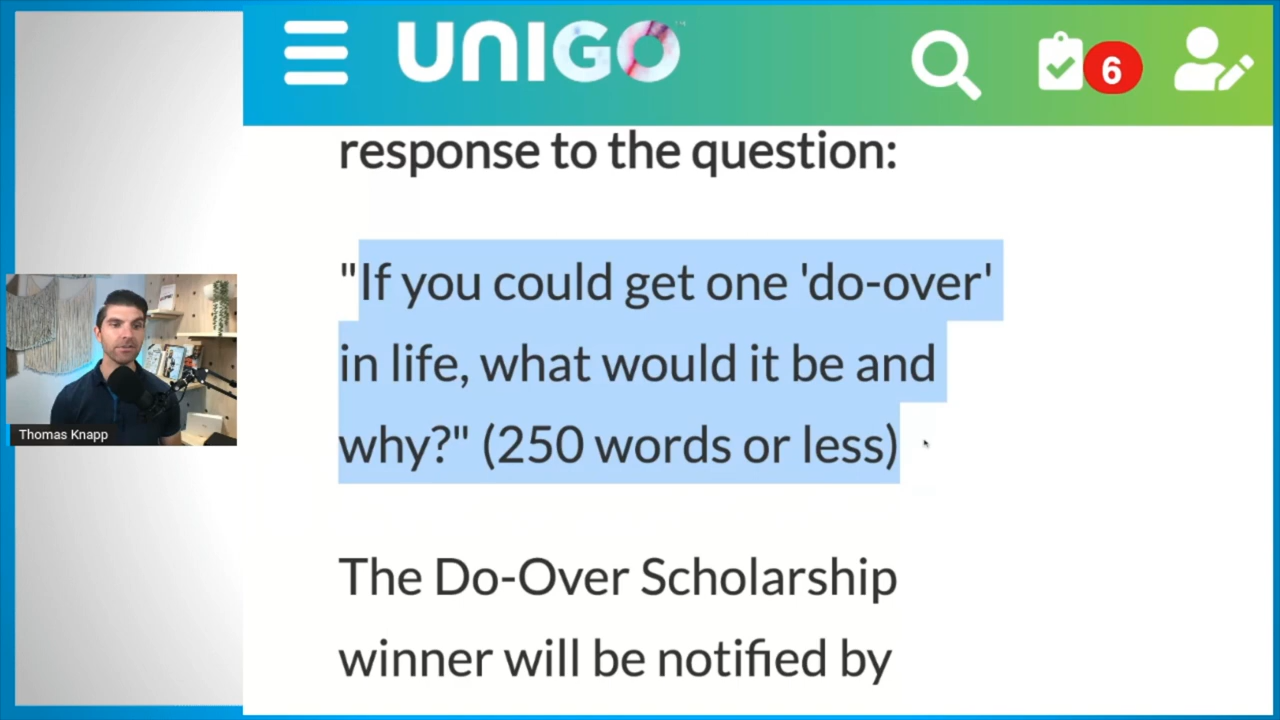 UNIGO
6
response to the question:
"If you could get one 'do-over'
in life, what would it be and
why?" (250 words or less)
The Do-Over Scholarship
winner will be notified by
Thomas Knapp